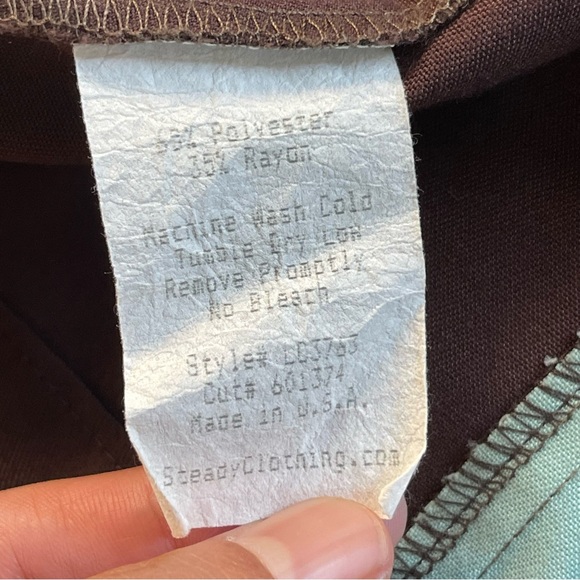 65% Polyester
35% Rayon
Machine Wash Cold
Tumble Dry Low
Remove Promptly
No Bleach
Style# LC3763
Cut# 601374
Made in U.S.A.
SteadyClothing.com